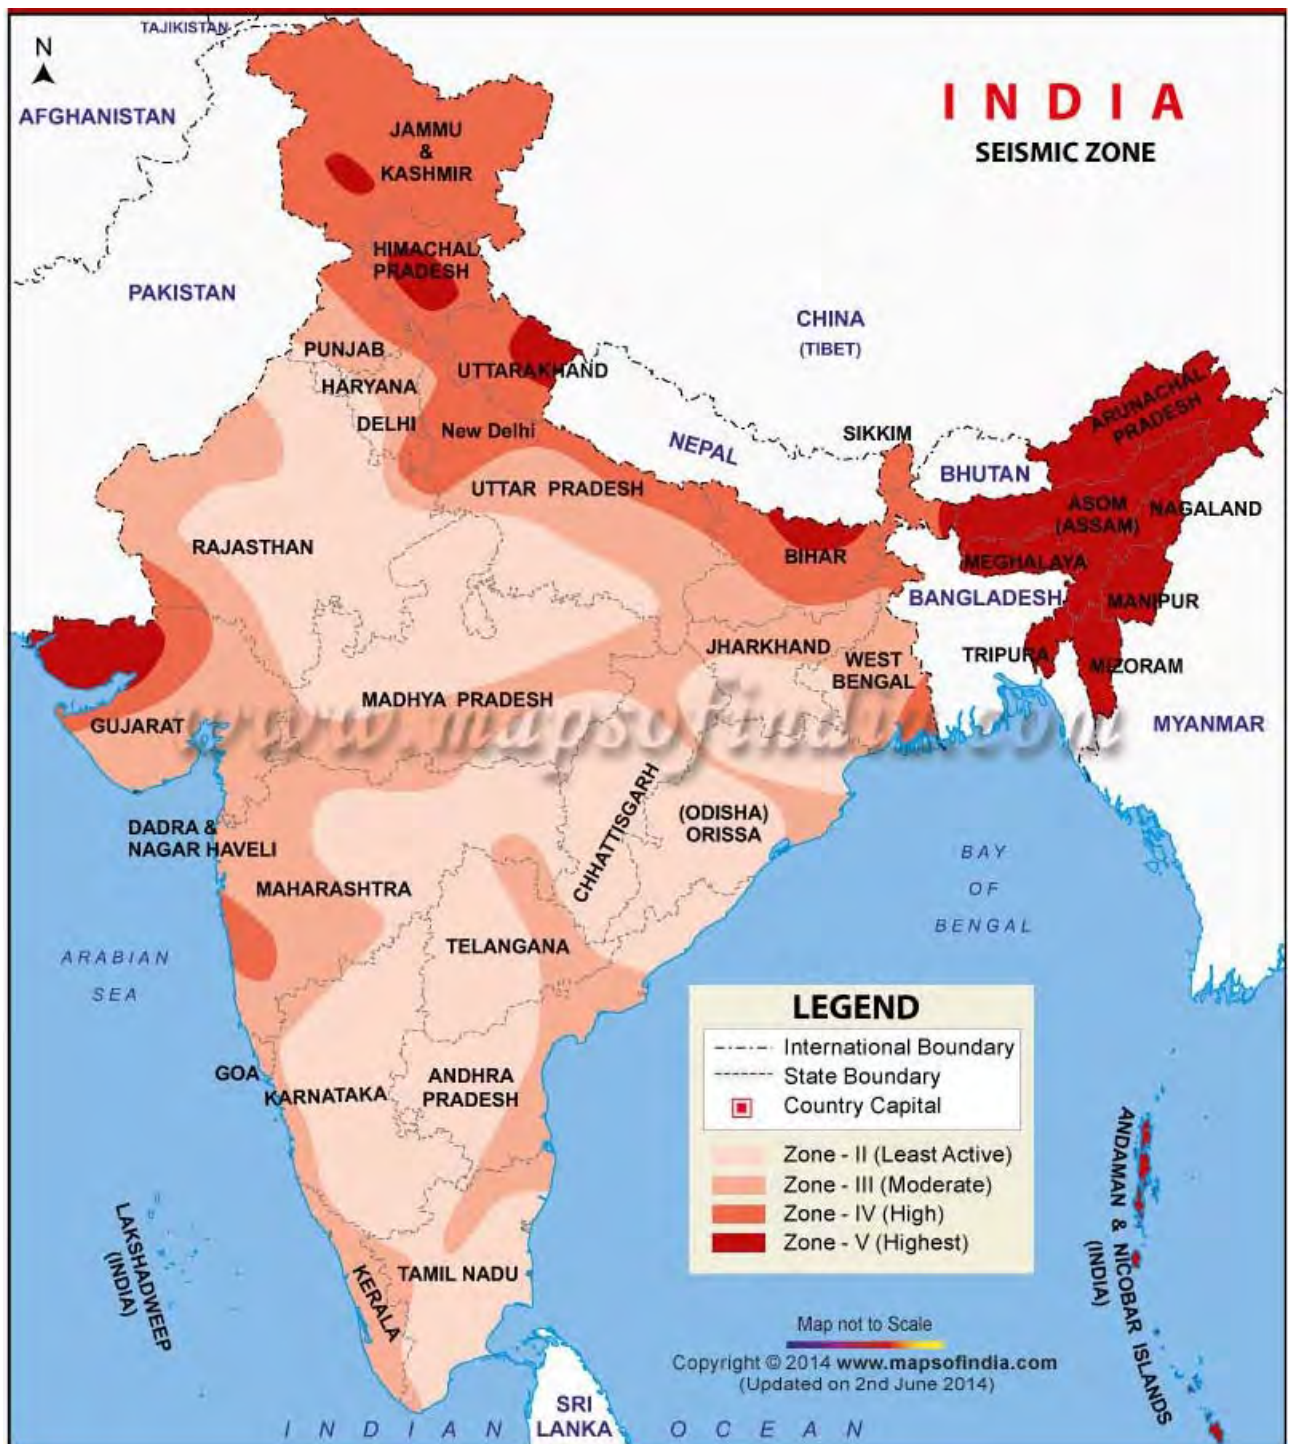 TAJIKISTAN
N
AFGHANISTAN
I N D I A
SEISMIC ZONE
JAMMU
&
KASHMIR
HIMACHAL
PRADESH
PAKISTAN
CHINA
(TIBET)
PUNJAB
UTTARAKHAND
HARYANA
DELHI
New Delhi
NEPAL
SIKKIM
BHUTAN
ARUNACHAL
PRADESH
UTTAR PRADESH
ASOM
(ASSAM)
NAGALAND
RAJASTHAN
BIHAR
MEGHALAYA
BANGLADESH
MANIPUR
JHARKHAND
WEST
BENGAL
TRIPURA
MIZORAM
MADHYA PRADESH
www.mapsofindia.com
GUJARAT
MYANMAR
CHHATTISGARH
(ODISHA)
ORISSA
DADRA &
NAGAR HAVELI
MAHARASHTRA
BAY
OF
BENGAL
TELANGANA
ARABIAN
SEA
GOA
KARNATAKA
ANDHRA
PRADESH
LEGEND
International Boundary
State Boundary
Country Capital
Zone - II (Least Active)
Zone - III (Moderate)
Zone - IV (High)
Zone - V (Highest)
ANDAMAN & NICOBAR ISLANDS
(INDIA)
LAKSHADWEEP
(INDIA)
KERALA
TAMIL NADU
Map not to Scale
Copyright © 2014 www.mapsofindia.com
(Updated on 2nd June 2014)
SRI
LANKA
I N D I A N O C E A N